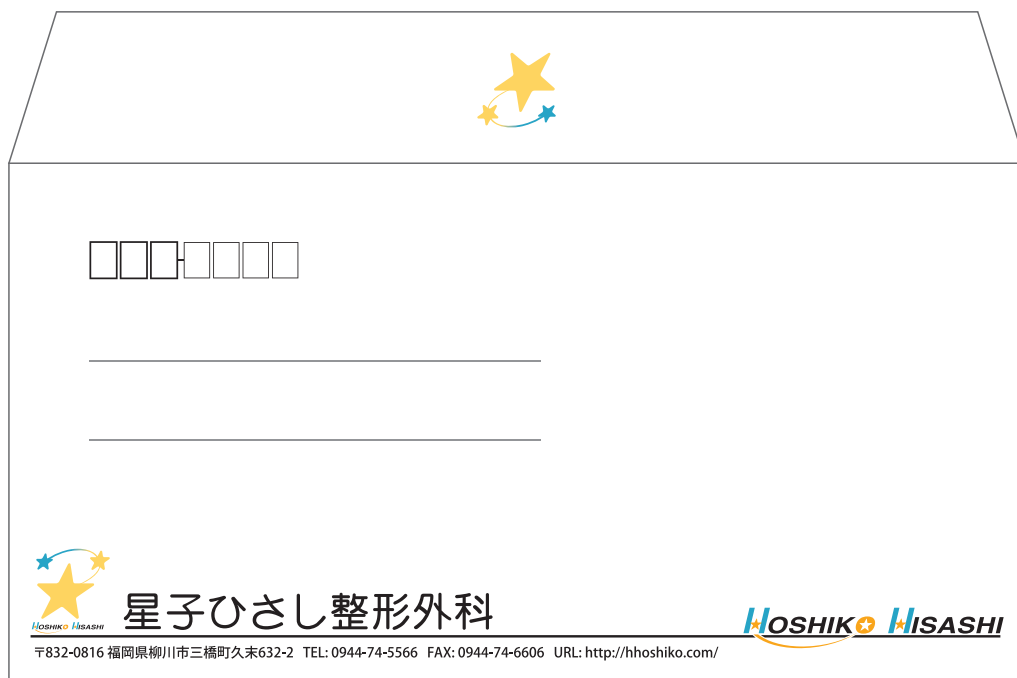 星子ひさし整形外科
HOSHIKO HISASHI
HOSHIKO HISASHI
〒832-0816 福岡県柳川市三橋町久末632-2 TEL: 0944-74-5566 FAX: 0944-74-6606 URL: http://hhoshiko.com/